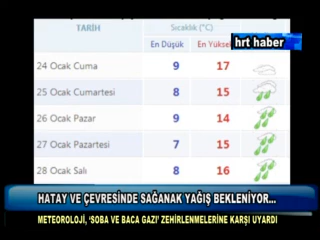 TARİH
Sıcaklık (°C)
En Düşük En Yüksek
hrt haber
24 Ocak Cuma 9 17
25 Ocak Cumartesi 8 15
26 Ocak Pazar 9 14
27 Ocak Pazartesi 7 15
28 Ocak Salı 8 16
HATAY VE ÇEVRESİNDE SAĞANAK YAĞIŞ BEKLENİYOR...
METEOROLOJİ, ‘SOBA VE BACA GAZI’ ZEHİRLENMELERİNE KARŞI UYARDI